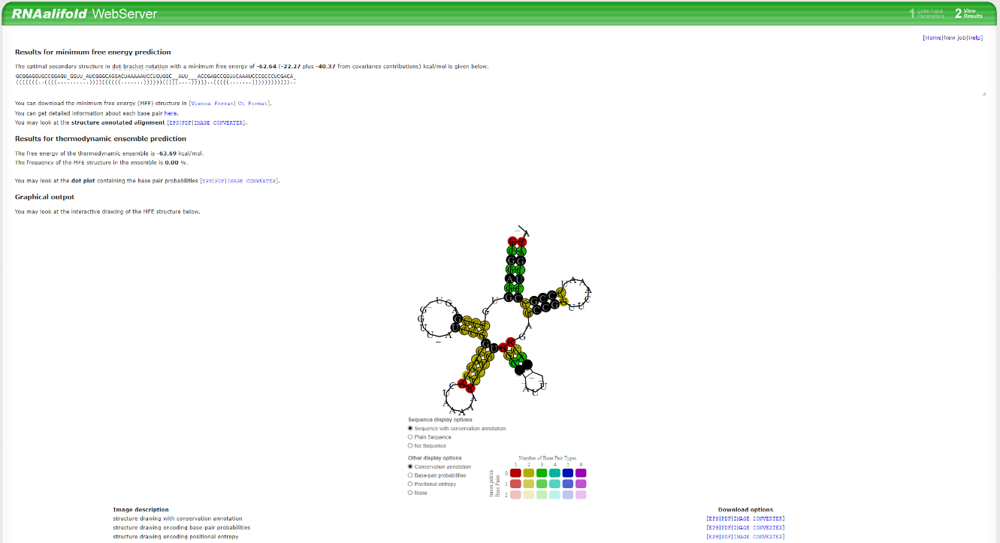 RNAalifold WebServer
1 Enter Input Parameters 2 View Results
[Home|New job|Help]
Results for minimum free energy prediction
The optimal secondary structure in dot-bracket notation with a minimum free energy of -62.64 (-22.27 plus -40.37 from covariance contributions) kcal/mol is given below.
GCGGAGGUGCCGGAGU_GGUU_AUCGGGCAGGACUAAAAAUCCUGUGGC__AUU___ACCGAGCCGGUUCAAAUCCCGCCCUCGACA_
(((((((..((((..........))))((((((.......))))))(((((....)))))..(((((.......))))))))))))..
You can download the minimum free energy (MFE) structure in [Vienna Format| Ct Format].
You can get detailed information about each base pair here.
You may look at the structure annotated alignment [EPS|PDF|IMAGE CONVERTER].
Results for thermodynamic ensemble prediction
The free energy of the thermodynamic ensemble is -63.69 kcal/mol.
The frequency of the MFE structure in the ensemble is 0.00 %.
You may look at the dot plot containing the base pair probabilities [EPS|PDF|IMAGE CONVERTER].
Graphical output
You may look at the interactive drawing of the MFE structure below.
Sequence display options
Sequence with conservation annotation
Plain Sequence
No Sequence
Other display options
Conservation annotation
Base-pair probabilities
Positional entropy
None
Number of Base Pair Types
1 2 3 4 5 6
Incompatible Base Pairs
0
1
2
Image description Download options
structure drawing with conservation annotation [EPS|PDF|IMAGE CONVERTER]
structure drawing encoding base-pair probabilities [EPS|PDF|IMAGE CONVERTER]
structure drawing encoding positional entropy [EPS|PDF|IMAGE CONVERTER]